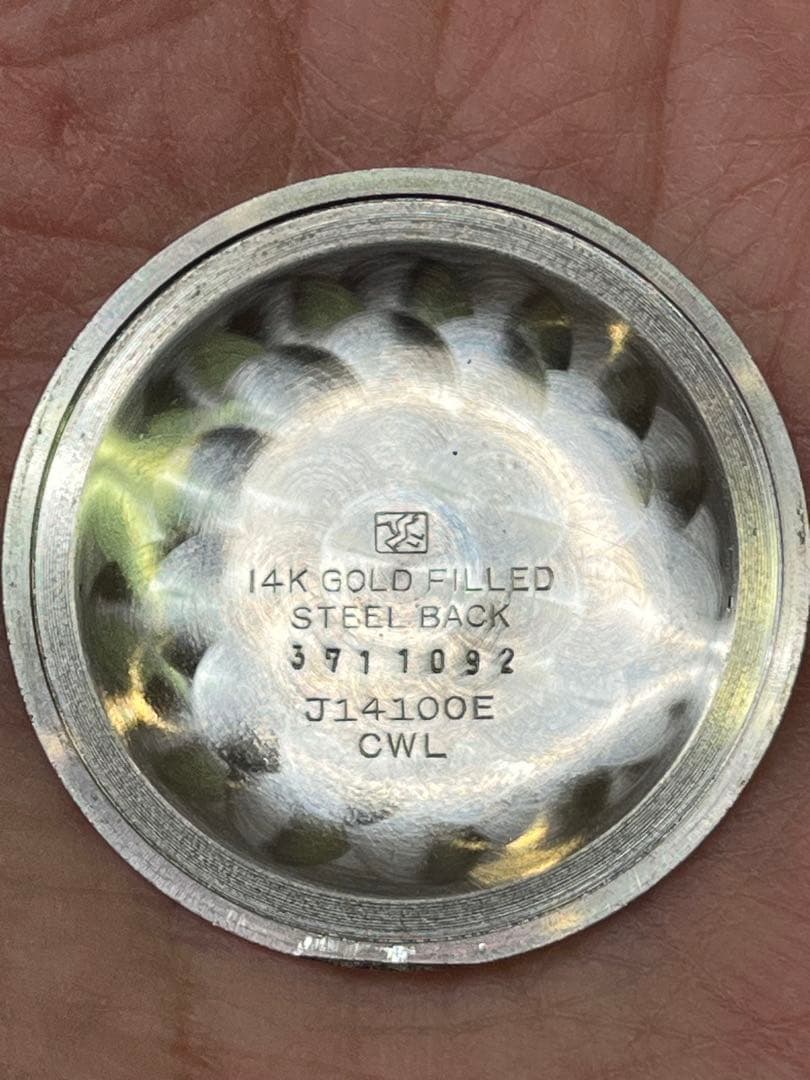 14K GOLD FILLED
STEEL BACK
3711092
J14100E
CWL